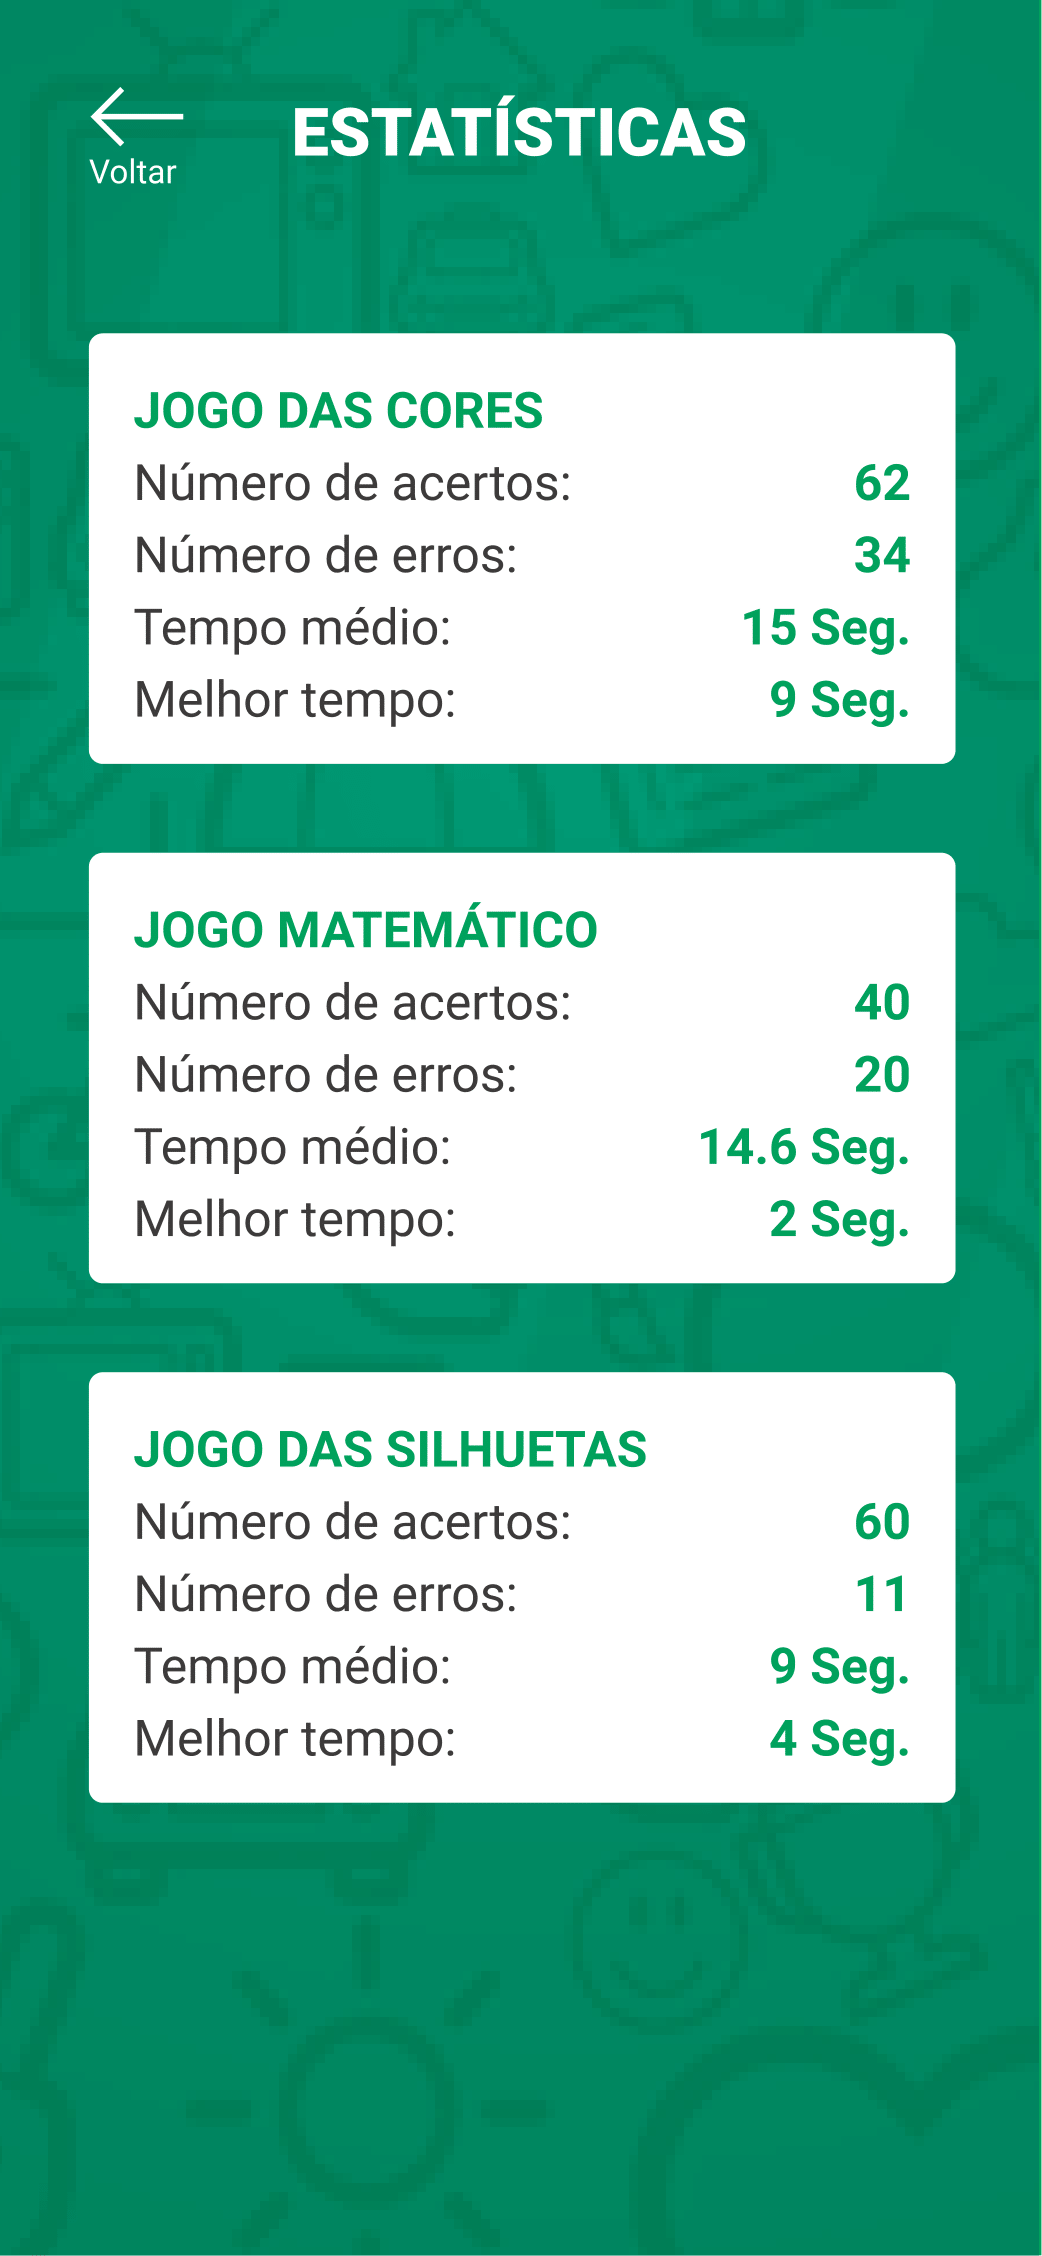 ESTATÍSTICAS
Voltar
JOGO DAS CORES
Número de acertos: 62
Número de erros: 34
Tempo médio: 15 Seg.
Melhor tempo: 9 Seg.
JOGO MATEMÁTICO
Número de acertos: 40
Número de erros: 20
Tempo médio: 14.6 Seg.
Melhor tempo: 2 Seg.
JOGO DAS SILHUETAS
Número de acertos: 60
Número de erros: 11
Tempo médio: 9 Seg.
Melhor tempo: 4 Seg.